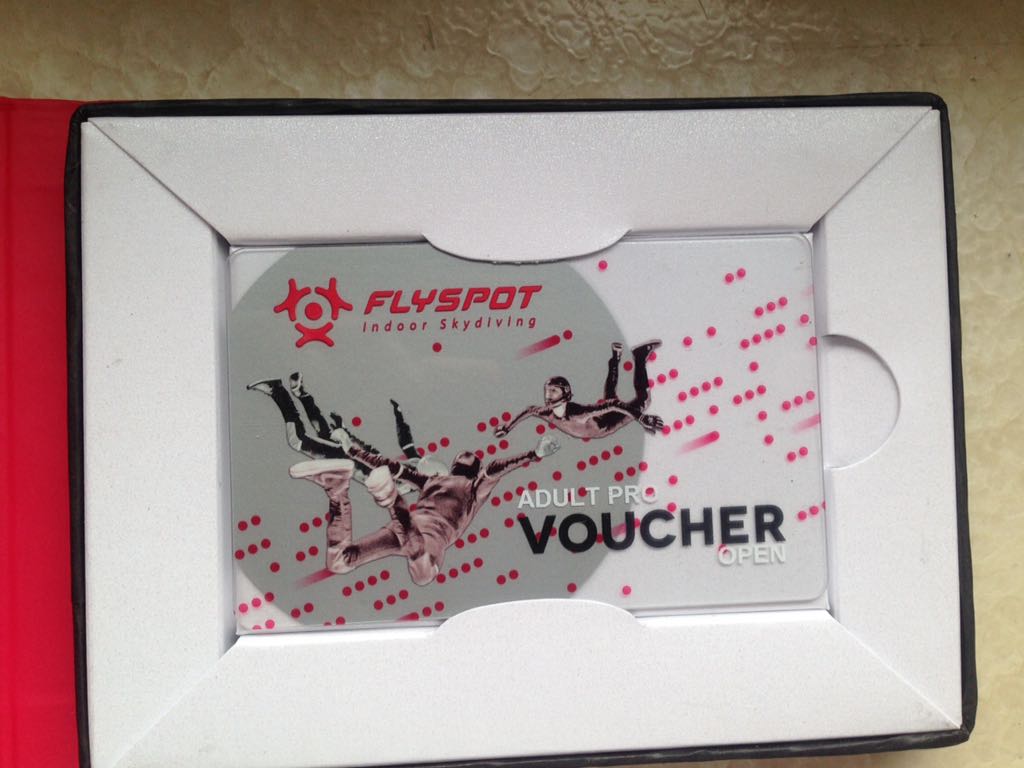 FLYSPOT
Indoor Skydiving
ADULT PRO
VOUCHER
OPEN